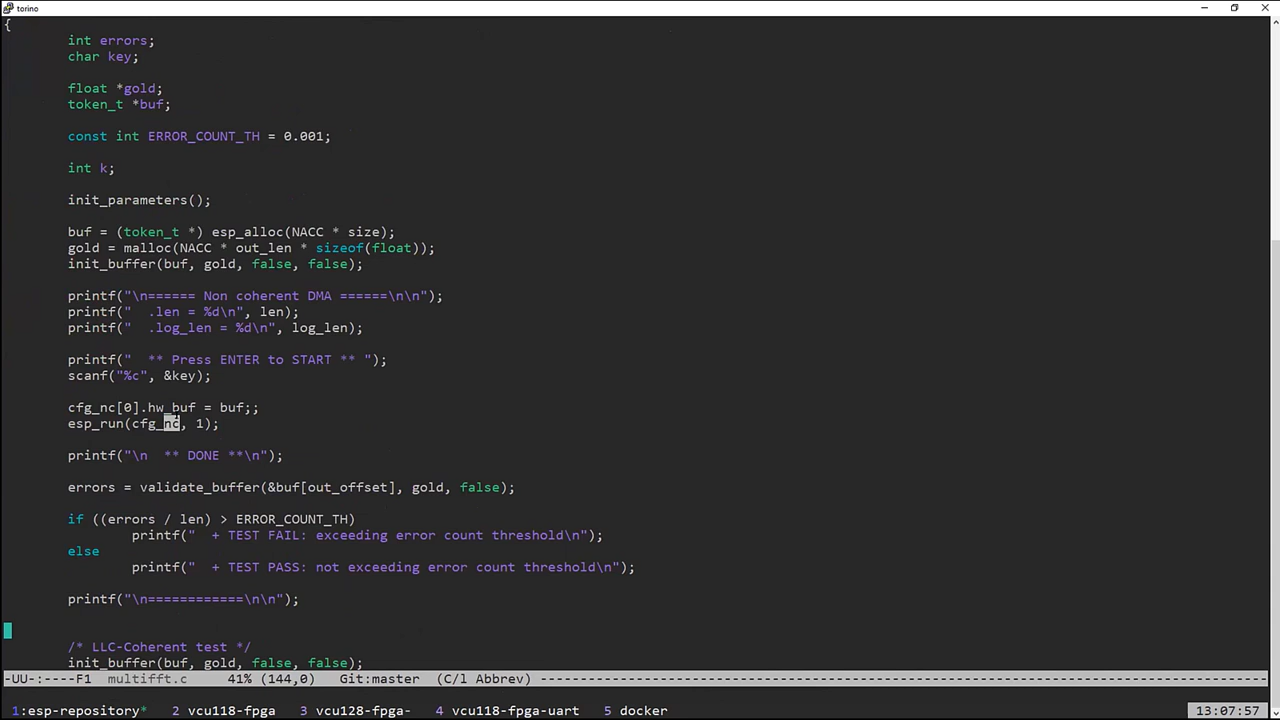 torino
{
int errors;
char key;
float *gold;
token_t *buf;
const int ERROR_COUNT_TH = 0.001;
int k;
init_parameters();
buf = (token_t *) esp_alloc(NACC * size);
gold = malloc(NACC * out_len * sizeof(float));
init_buffer(buf, gold, false, false);
printf("\n====== Non coherent DMA ======\n\n");
printf("  .len = %d\n", len);
printf("  .log_len = %d\n", log_len);
printf("  ** Press ENTER to START ** ");
scanf("%c", &key);
cfg_nc[0].hw_buf = buf;;
esp_run(cfg_nc, 1);
printf("\n  ** DONE **\n");
errors = validate_buffer(&buf[out_offset], gold, false);
if ((errors / len) > ERROR_COUNT_TH)
printf("  + TEST FAIL: exceeding error count threshold\n");
else
printf("  + TEST PASS: not exceeding error count threshold\n");
printf("\n============\n\n");
/* LLC-Coherent test */
init_buffer(buf, gold, false, false);
-UU-:----F1  multifft.c    41% (144,0)   Git:master  (C/l Abbrev) ------------------------------------------------------------------------------------------
1:esp-repository*  2 vcu118-fpga  3 vcu128-fpga-  4 vcu118-fpga-uart  5 docker  13:07:57